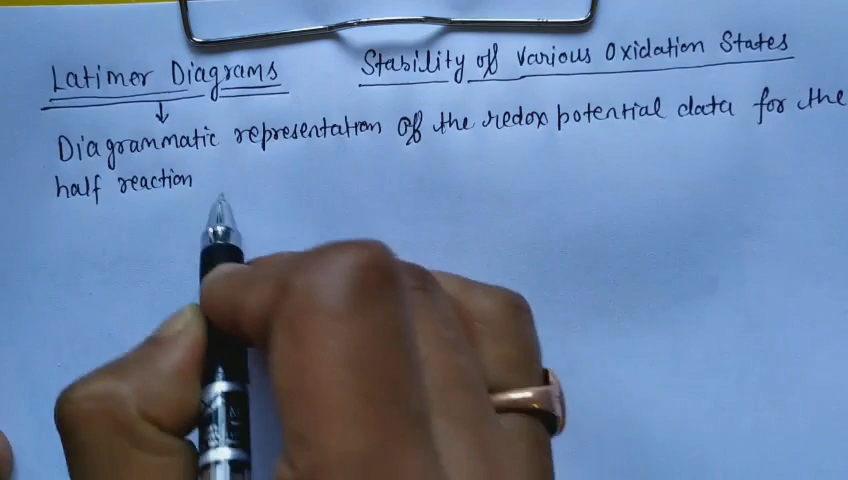 Latimer Diagrams Stability of Various Oxidation States
Diagrammatic representation of the redox potential data for the
half reaction